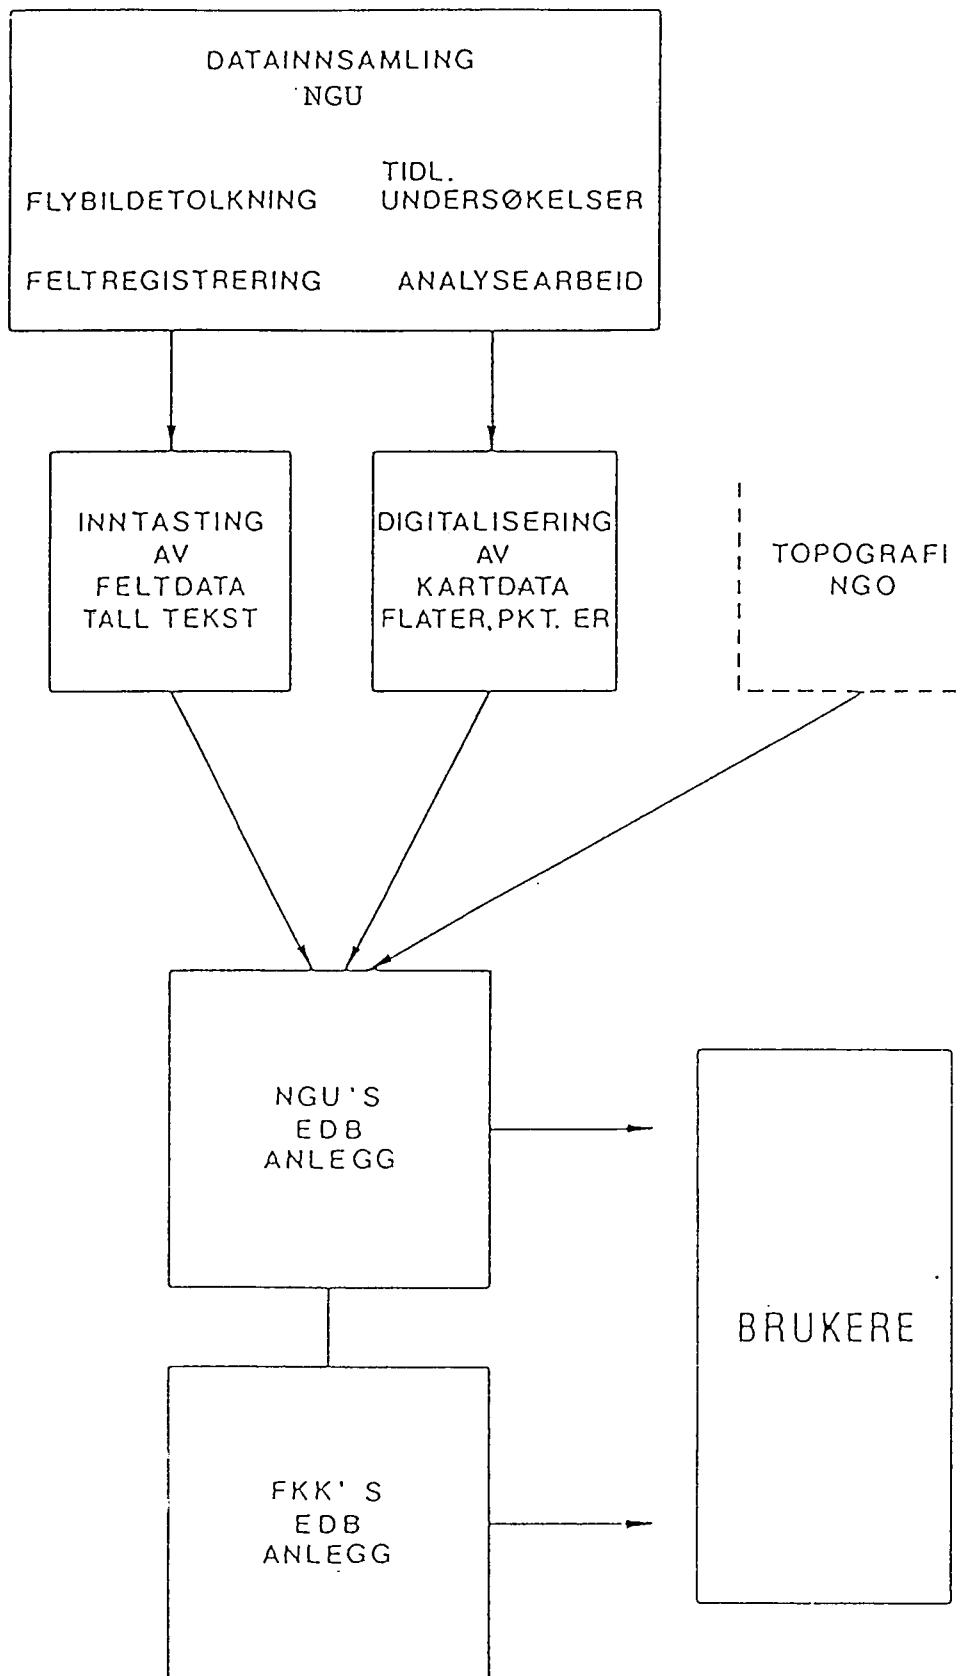 DATAINNSAMLING
NGU
TIDL.
FLYBILDETOLKNING UNDERSØKELSER
FELTREGISTRERING ANALYSEARBEID
INNTASTING
AV
FELTDATA
TALL TEKST
DIGITALISERING
AV
KARTDATA
FLATER, PKT. ER
TOPOGRAFI
NGO
NGU'S
EDB
ANLEGG
BRUKERE
FKK'S
EDB
ANLEGG